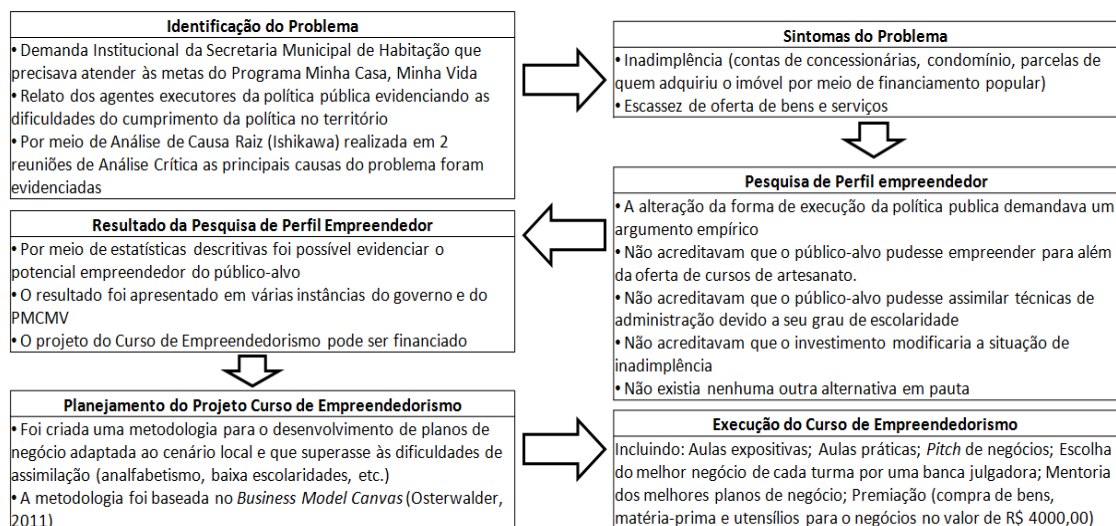 Identificação do Problema
• Demanda Institucional da Secretaria Municipal de Habitação que
precisava atender às metas do Programa Minha Casa, Minha Vida
• Relato dos agentes executores da política pública evidenciando as
dificuldades do cumprimento da política no território
• Por meio de Análise de Causa Raiz (Ishikawa) realizada em 2
reuniões de Análise Crítica as principais causas do problema foram
evidenciadas
Sintomas do Problema
• Inadimplência (contas de concessionárias, condomínio, parcelas de
quem adquiriu o imóvel por meio de financiamento popular)
• Escassez de oferta de bens e serviços
Pesquisa de Perfil empreendedor
• A alteração da forma de execução da política publica demandava um
argumento empírico
• Não acreditavam que o público-alvo pudesse empreender para além
da oferta de cursos de artesanato.
• Não acreditavam que o público-alvo pudesse assimilar técnicas de
administração devido a seu grau de escolaridade
• Não acreditavam que o investimento modificaria a situação de
inadimplência
• Não existia nenhuma outra alternativa em pauta
Resultado da Pesquisa de Perfil Empreendedor
• Por meio de estatísticas descritivas foi possível evidenciar o
potencial empreendedor do público-alvo
• O resultado foi apresentado em várias instâncias do governo e do
PMCMV
• O projeto do Curso de Empreendedorismo pode ser financiado
Planejamento do Projeto Curso de Empreendedorismo
• Foi criada uma metodologia para o desenvolvimento de planos de
negócio adaptada ao cenário local e que superasse às dificuldades de
assimilação (analfabetismo, baixa escolaridades, etc.)
• A metodologia foi baseada no Business Model Canvas (Osterwalder,
2011)
Execução do Curso de Empreendedorismo
Incluindo: Aulas expositivas; Aulas práticas; Pitch de negócios; Escolha
do melhor negócio de cada turma por uma banca julgadora; Mentoria
dos melhores planos de negócio; Premiação (compra de bens,
matéria-prima e utensílios para o negócios no valor de R$ 4000,00)